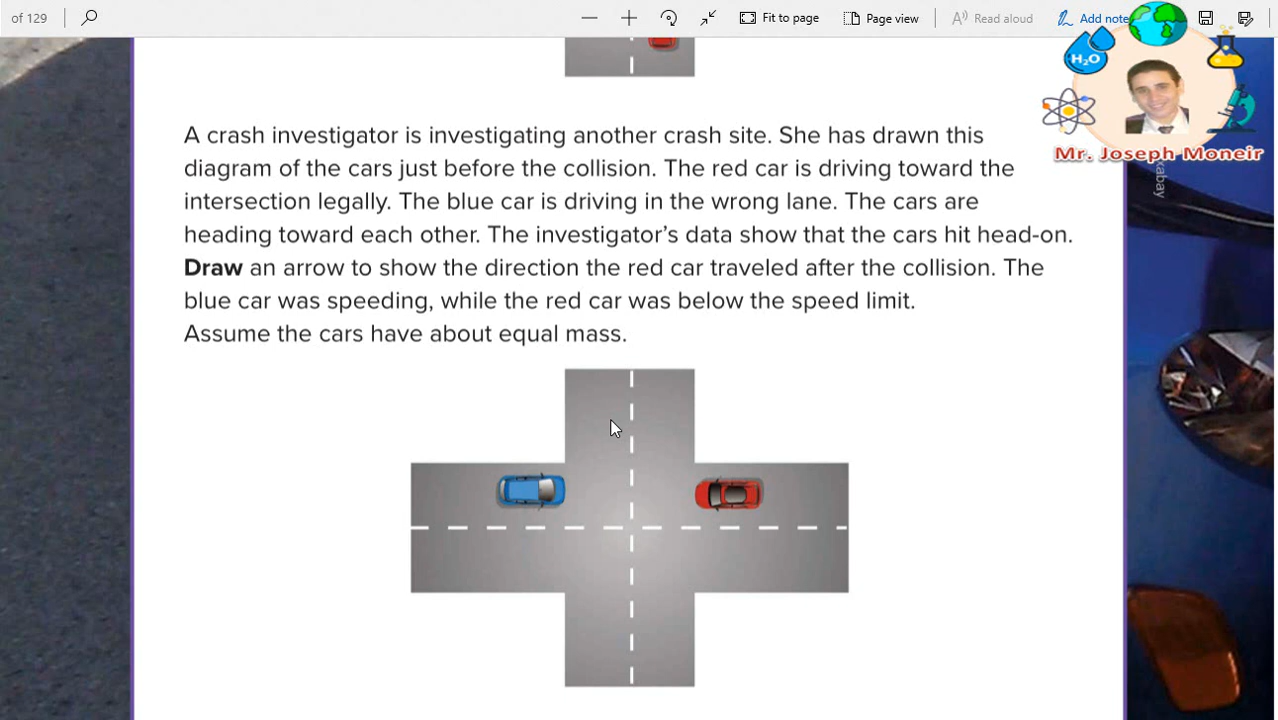 of 129
Fit to page
Page view
Read aloud
Add note
H₂O
Mr. Joseph Moneir
A crash investigator is investigating another crash site. She has drawn this
diagram of the cars just before the collision. The red car is driving toward the
intersection legally. The blue car is driving in the wrong lane. The cars are
heading toward each other. The investigator’s data show that the cars hit head-on.
Draw an arrow to show the direction the red car traveled after the collision. The
blue car was speeding, while the red car was below the speed limit.
Assume the cars have about equal mass.